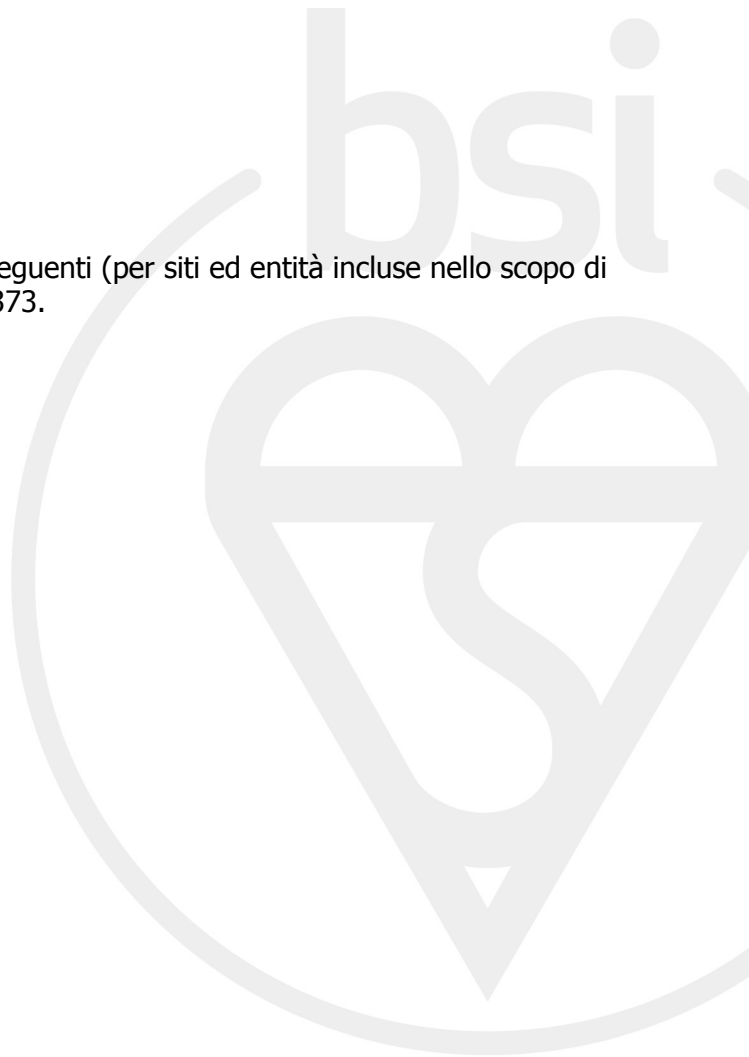 bsi
eguenti (per siti ed entità incluse nello scopo di
373.